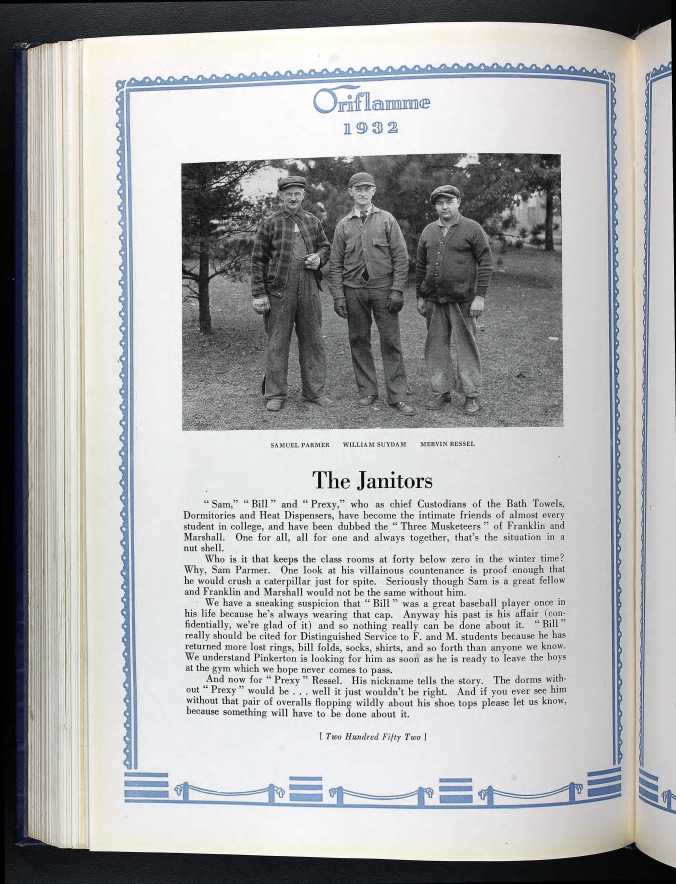 Oriflamme
1932
SAMUEL PARMER WILLIAM SUYDAM MERVIN RESSEL
The Janitors
"Sam," "Bill" and "Prexy," who as chief Custodians of the Bath Towels,
Dormitories and Heat Dispensers, have become the intimate friends of almost every
student in college, and have been dubbed the "Three Musketeers" of Franklin and
Marshall. One for all, all for one and always together, that's the situation in a
nut shell.
Who is it that keeps the class rooms at forty below zero in the winter time?
Why, Sam Parmer. One look at his villainous countenance is proof enough that
he would crush a caterpillar just for spite. Seriously though Sam is a great fellow
and Franklin and Marshall would not be the same without him.
We have a sneaking suspicion that "Bill" was a great baseball player once in
his life because he's always wearing that cap. Anyway his past is his affair (con-
fidentially, we're glad of it) and so nothing really can be done about it. "Bill"
really should be cited for Distinguished Service to F. and M. students because he has
returned more lost rings, bill folds, socks, shirts, and so forth than anyone we know.
We understand Pinkerton is looking for him as soon as he is ready to leave the boys
at the gym which we hope never comes to pass.
And now for "Prexy" Ressel. His nickname tells the story. The dorms with-
out "Prexy" would be . . . well it just wouldn't be right. And if you ever see him
without that pair of overalls flopping wildly about his shoe tops please let us know,
because something will have to be done about it.
[ Two Hundred Fifty Two ]